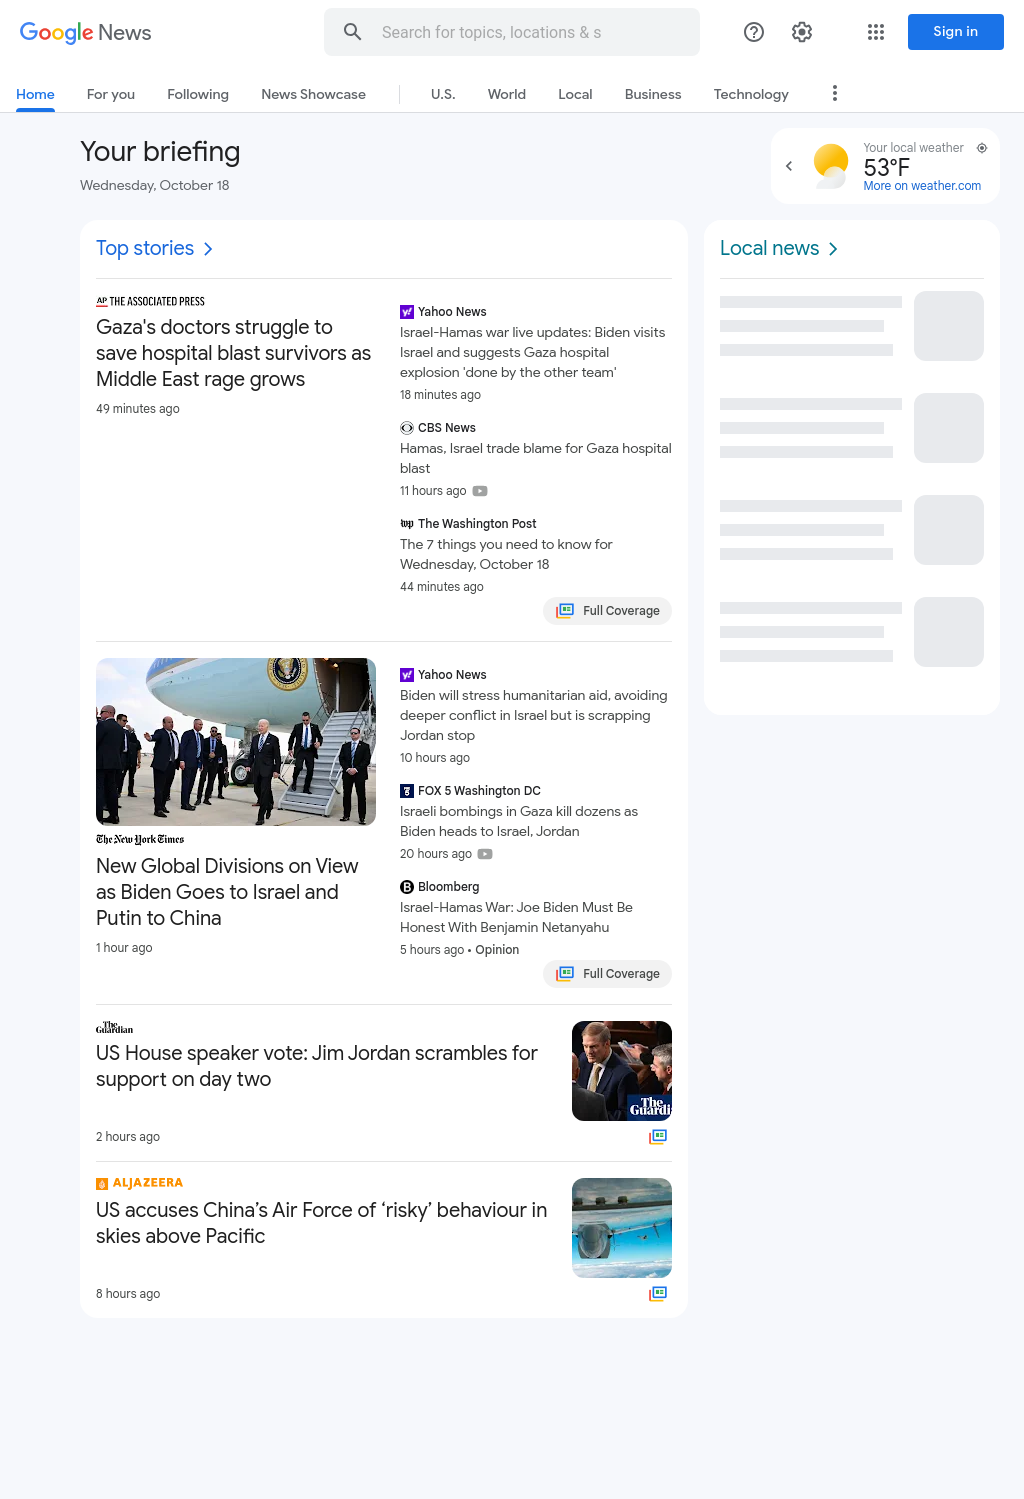 Google News
Search for topics, locations & s
Sign in
Home
For you
Following
News Showcase
U.S.
World
Local
Business
Technology
Your briefing
Wednesday, October 18
Your local weather
53°F
More on weather.com
Top stories
AP THE ASSOCIATED PRESS
Gaza's doctors struggle to
save hospital blast survivors as
Middle East rage grows
49 minutes ago
Yahoo News
Israel-Hamas war live updates: Biden visits
Israel and suggests Gaza hospital
explosion 'done by the other team'
18 minutes ago
CBS News
Hamas, Israel trade blame for Gaza hospital
blast
11 hours ago
wp The Washington Post
The 7 things you need to know for
Wednesday, October 18
44 minutes ago
Full Coverage
The New York Times
New Global Divisions on View
as Biden Goes to Israel and
Putin to China
1 hour ago
Yahoo News
Biden will stress humanitarian aid, avoiding
deeper conflict in Israel but is scrapping
Jordan stop
10 hours ago
FOX 5 Washington DC
Israeli bombings in Gaza kill dozens as
Biden heads to Israel, Jordan
20 hours ago
B Bloomberg
Israel-Hamas War: Joe Biden Must Be
Honest With Benjamin Netanyahu
5 hours ago • Opinion
Full Coverage
The
Guardian
US House speaker vote: Jim Jordan scrambles for
support on day two
2 hours ago
The
Guardia
ALJAZEERA
US accuses China’s Air Force of ‘risky’ behaviour in
skies above Pacific
8 hours ago
Local news